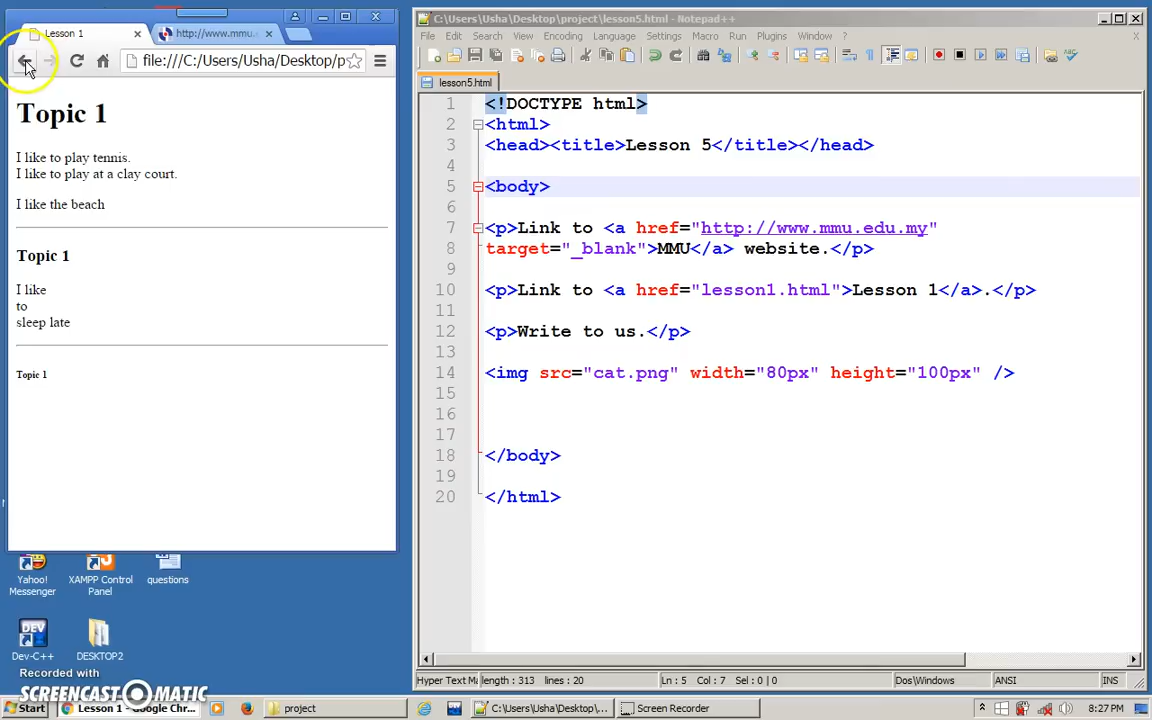 Lesson 1
http://www.mmu.
file:///C:/Users/Usha/Desktop/p
Topic 1
I like to play tennis.
I like to play at a clay court.
I like the beach
Topic 1
I like
to
sleep late
Topic 1
Yahoo! Messenger
XAMPP Control Panel
questions
DEV
Dev-C++
DESKTOP2
Recorded with
SCREENCAST MATIC
C:\Users\Usha\Desktop\project\lesson5.html - Notepad++
File Edit Search View Encoding Language Settings Macro Run Plugins Window ? X
lesson5.html
1 <!DOCTYPE html>
2 <html>
3 <head><title>Lesson 5</title></head>
4
5 <body>
6
7 <p>Link to <a href="http://www.mmu.edu.my"
8 target="_blank">MMU</a> website.</p>
9
10 <p>Link to <a href="lesson1.html">Lesson 1</a>.</p>
11
12 <p>Write to us.</p>
13
14 <img src="cat.png" width="80px" height="100px" />
15
16
17
18 </body>
19
20 </html>
Hyper Text Ma length : 313 lines : 20 Ln : 5 Col : 7 Sel : 0 | 0 Dos\Windows ANSI INS
Start Lesson 1 - Google Chr... project C:\Users\Usha\Desktop\... Screen Recorder 8:27 PM